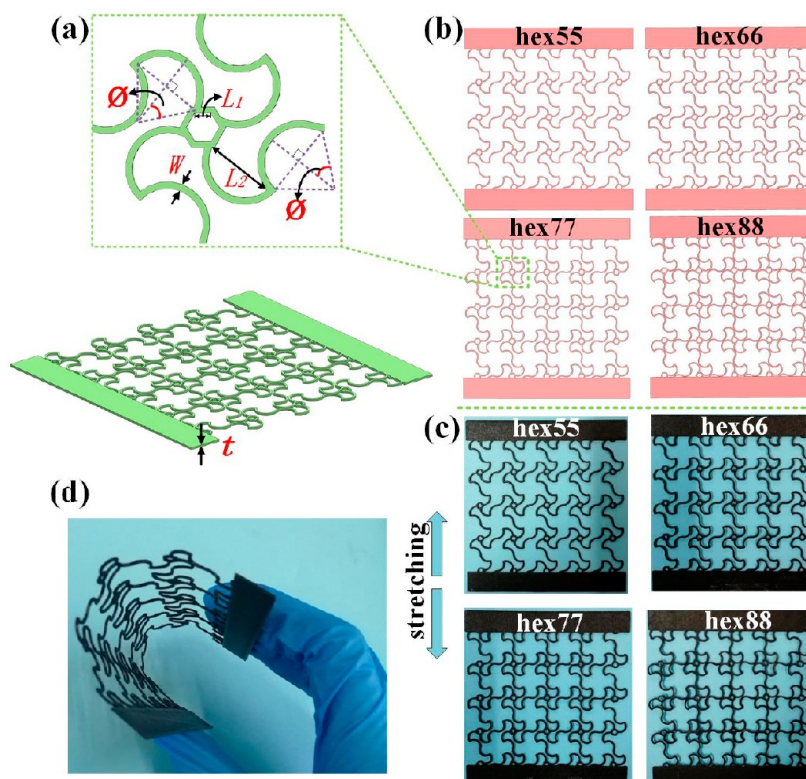 (a)
Ø
L1
W
L2
Ø
t
(b)
hex55
hex66
hex77
hex88
(c)
stretching
hex55
hex66
hex77
hex88
(d)